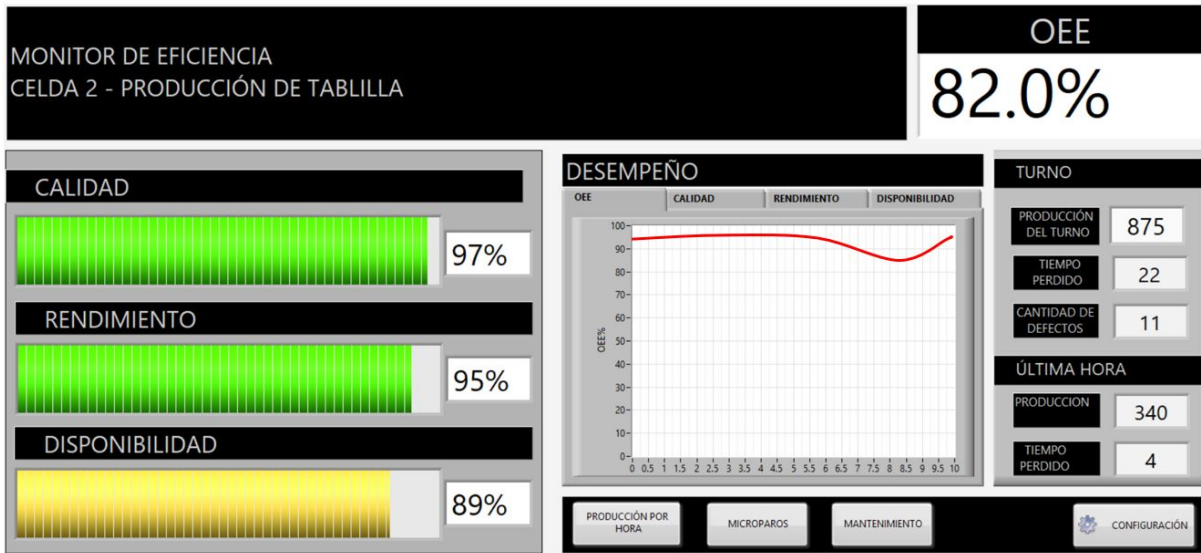 MONITOR DE EFICIENCIA
CELDA 2 - PRODUCCIÓN DE TABLILLA
OEE
82.0%
CALIDAD
97%
RENDIMIENTO
95%
DISPONIBILIDAD
89%
DESEMPEÑO
OEE CALIDAD RENDIMIENTO DISPONIBILIDAD
OEE%
100
90
80
70
60
50
40
30
20
10
0
0 0.5 1 1.5 2 2.5 3 3.5 4 4.5 5 5.5 6 6.5 7 7.5 8 8.5 9 9.5 10
TURNO
PRODUCCIÓN
DEL TURNO
875
TIEMPO
PERDIDO
22
CANTIDAD DE
DEFECTOS
11
ÚLTIMA HORA
PRODUCCION
340
TIEMPO
PERDIDO
4
PRODUCCIÓN POR
HORA
MICROPAROS
MANTENIMIENTO
CONFIGURACIÓN